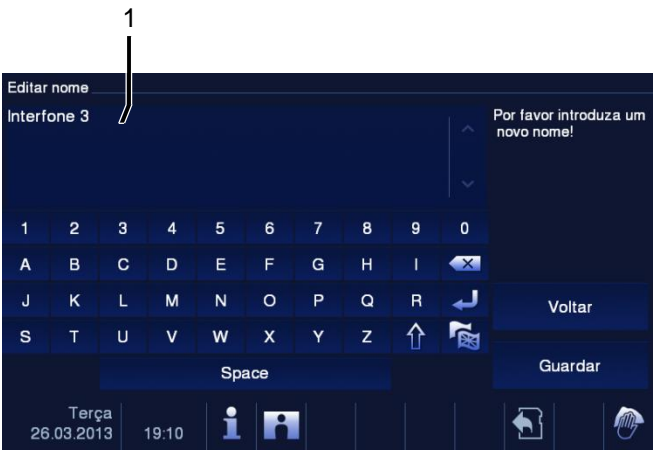 1
Editar nome
Interfone 3
Por favor introduza um
novo nome!
1 2 3 4 5 6 7 8 9 0
A B C D E F G H I
J K L M N O P Q R
S T U V W X Y Z
Space
Voltar
Guardar
Terça
26.03.2013 19:10